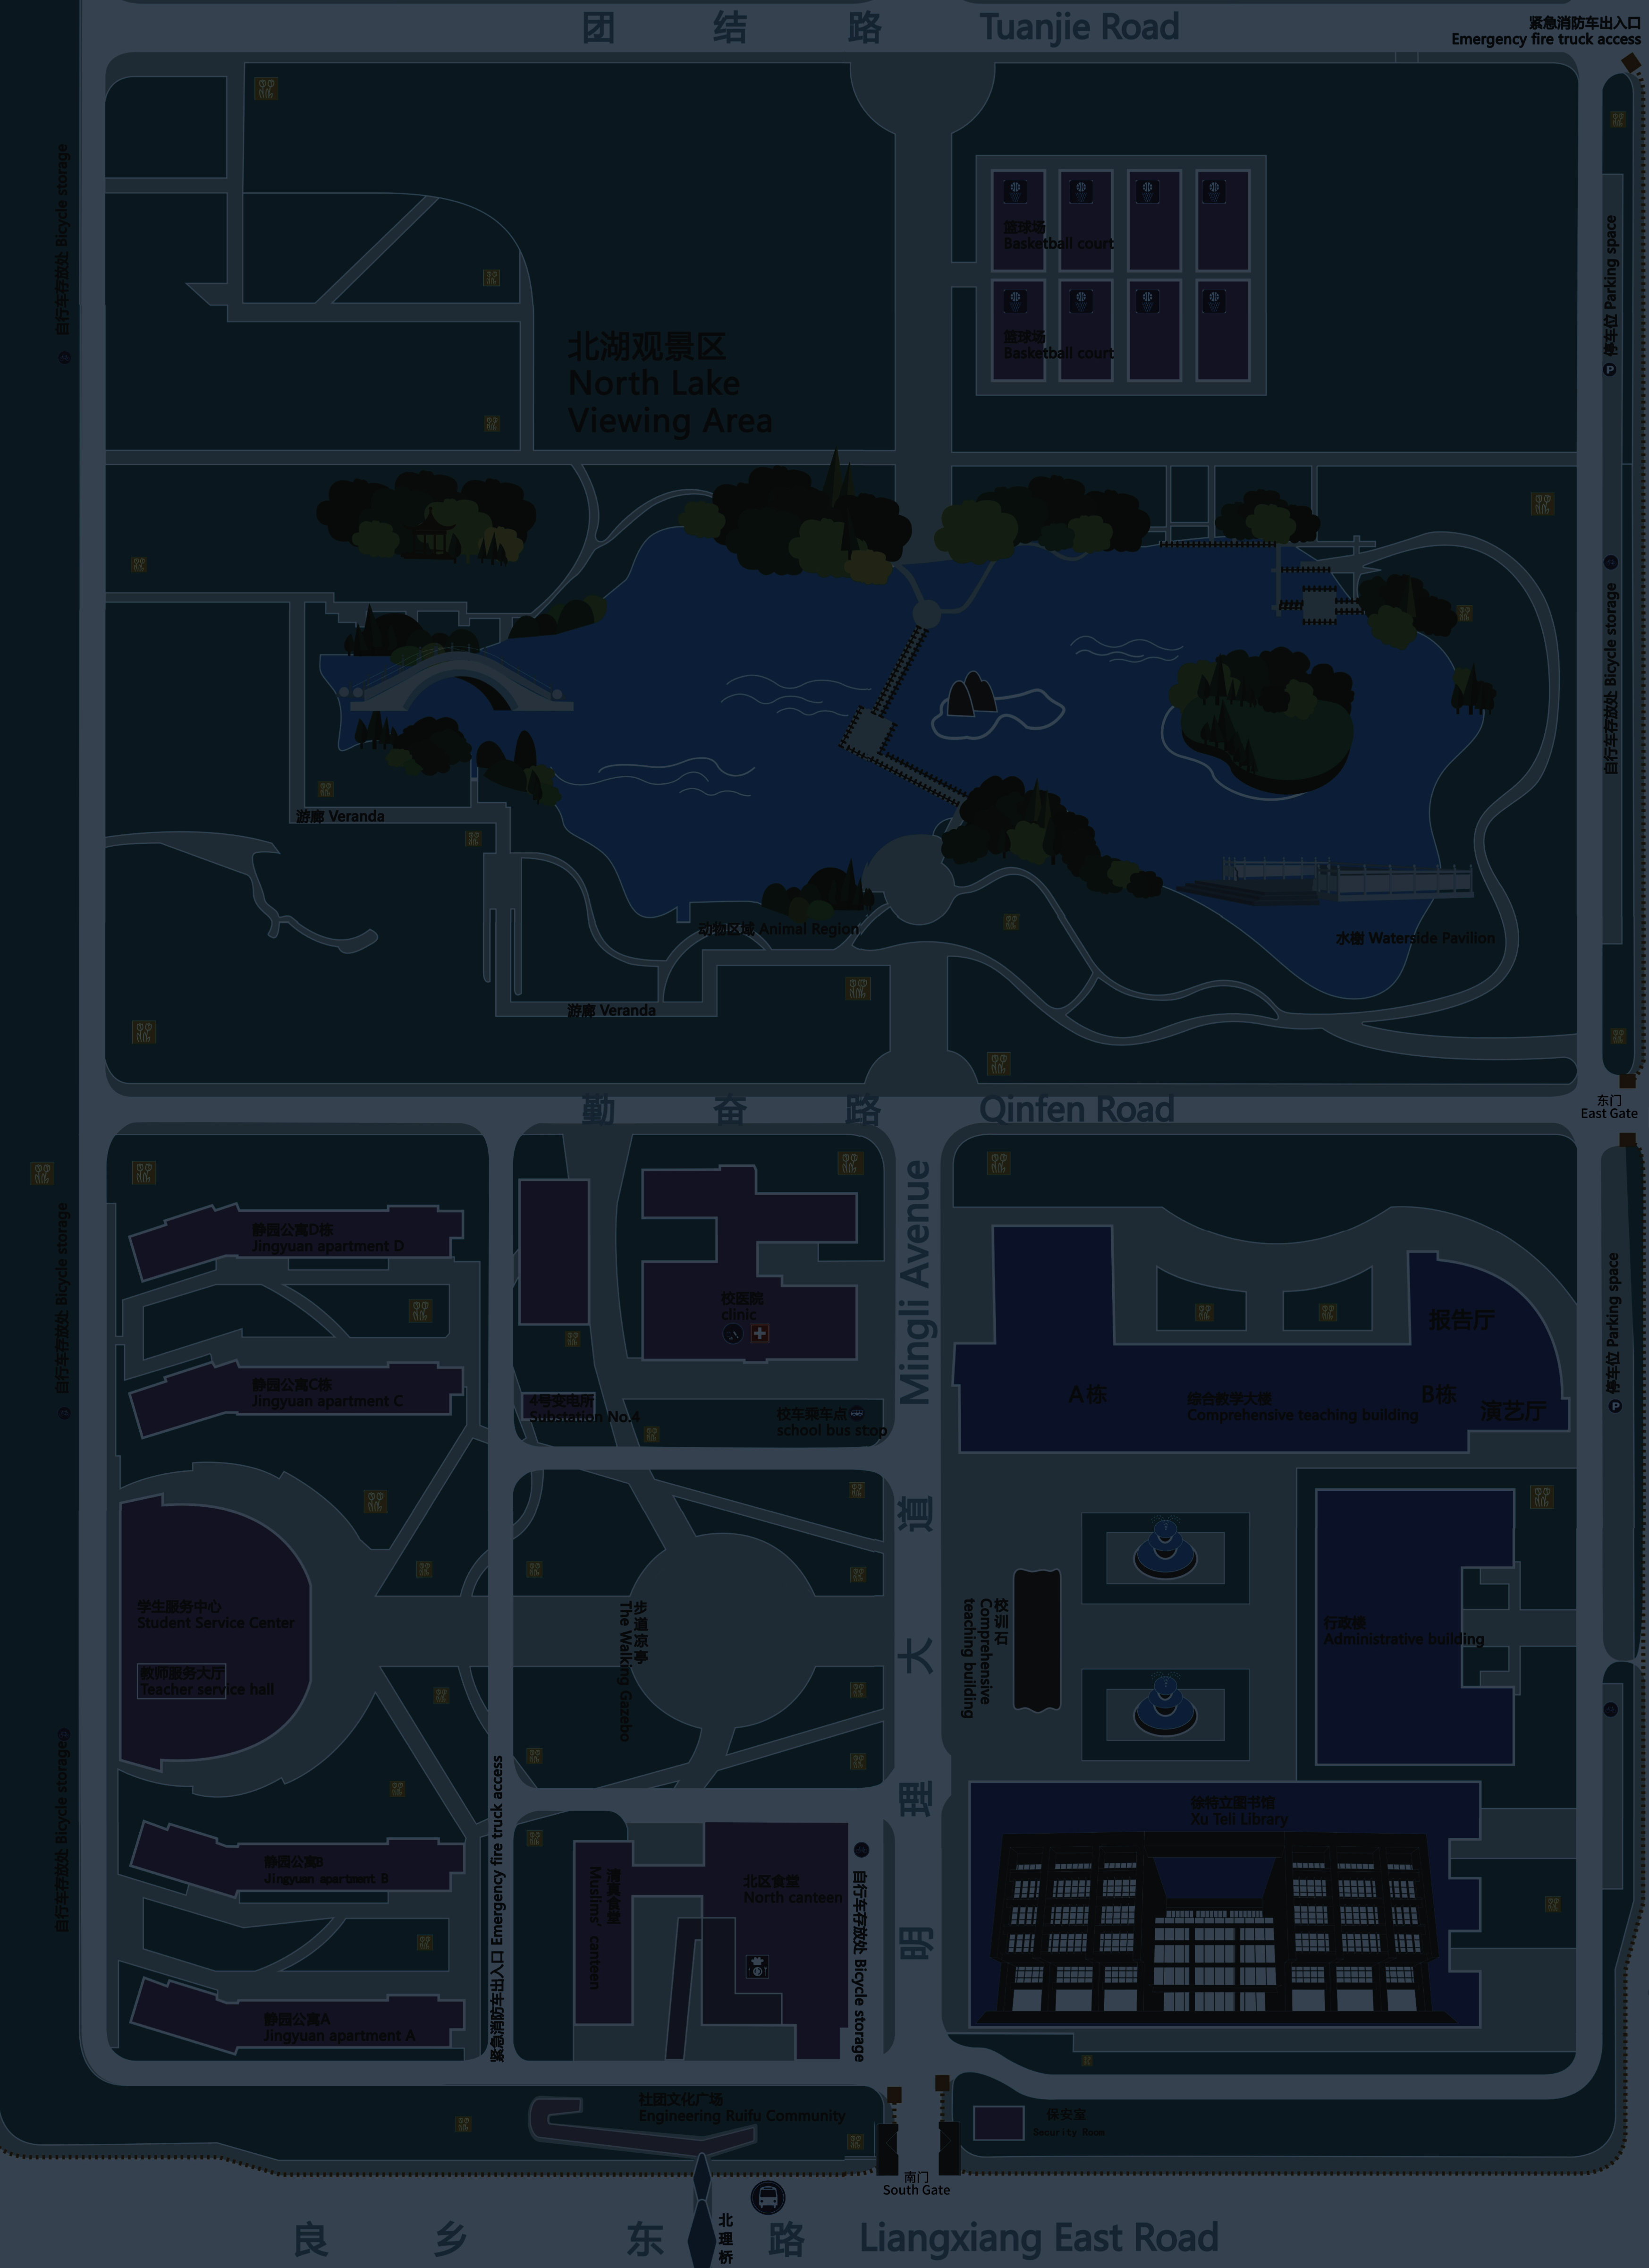 团 结 路 Tuanjie Road
紧急消防车出入口
Emergency fire truck access
自行车存放处 Bicycle storage
篮球场
Basketball court
篮球场
Basketball court
P 停车位 Parking space
北湖观景区
North Lake
Viewing Area
自行车存放处 Bicycle storage
游廊 Veranda
动物区域 Animal Region
水榭 Waterside Pavilion
游廊 Veranda
勤 奋 路 Qinfen Road
东门
East Gate
自行车存放处 Bicycle storage
静园公寓D栋
Jingyuan apartment D
校医院
clinic
Mingli Avenue
报告厅
P 停车位 Parking space
静园公寓C栋
Jingyuan apartment C
4号变电所
Substation No.4
校车乘车点
school bus stop
A栋
综合教学大楼
Comprehensive teaching building
B栋
演艺厅
道
大
理
明
学生服务中心
Student Service Center
教师服务大厅
Teacher service hall
步道凉亭
The Walking Gazebo
校训石
Comprehensive
teaching building
行政楼
Administrative building
自行车存放处 Bicycle storage
紧急消防车出入口 Emergency fire truck access
徐特立图书馆
Xu Teli Library
静园公寓B
Jingyuan apartment B
清真食堂
Muslims' canteen
北区食堂
North canteen
自行车存放处 Bicycle storage
静园公寓A
Jingyuan apartment A
社团文化广场
Engineering Ruifu Community
保安室
Security Room
南门
South Gate
良 乡 东 路 Liangxiang East Road
北
理
桥